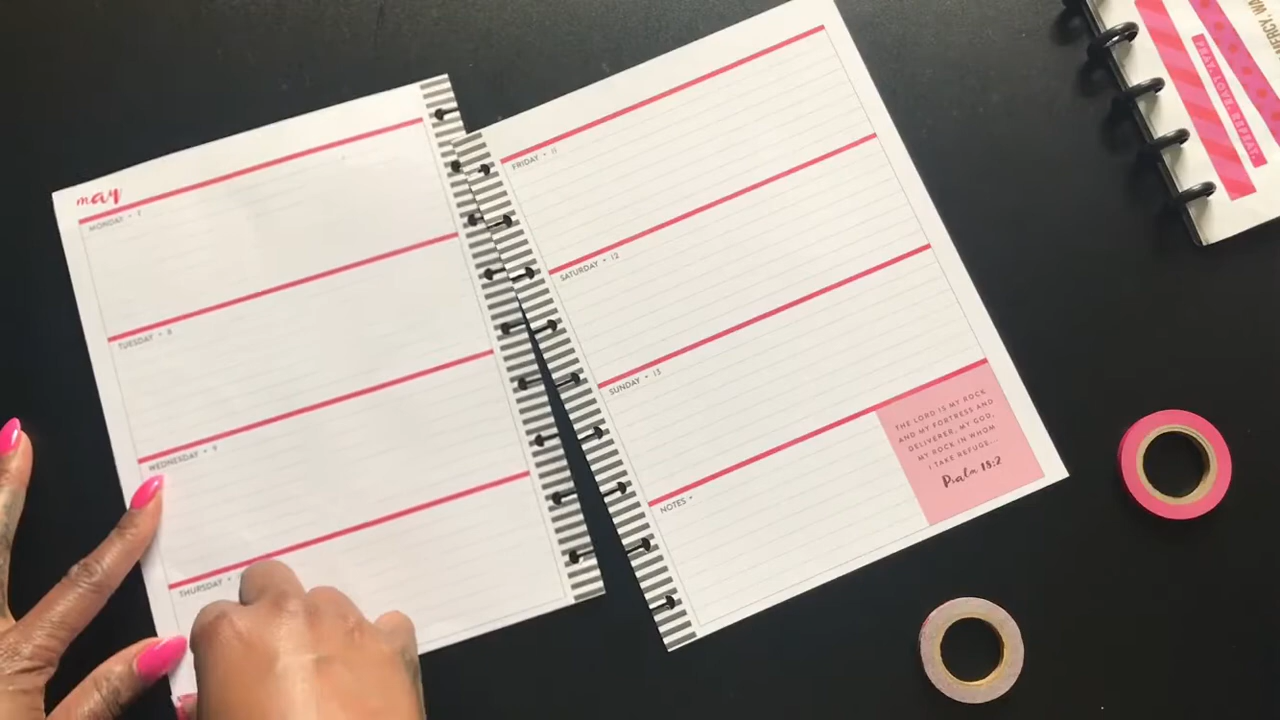 may
MONDAY • 7
TUESDAY • 8
WEDNESDAY • 9
THURSDAY •
FRIDAY • 11
SATURDAY • 12
SUNDAY • 13
NOTES •
THE LORD IS MY ROCK
AND MY FORTRESS AND
DELIVERER, MY GOD,
MY ROCK IN WHOM
I TAKE REFUGE...
Psalm 18:2
PRAY. LOVE. REPEAT.
MERCY,